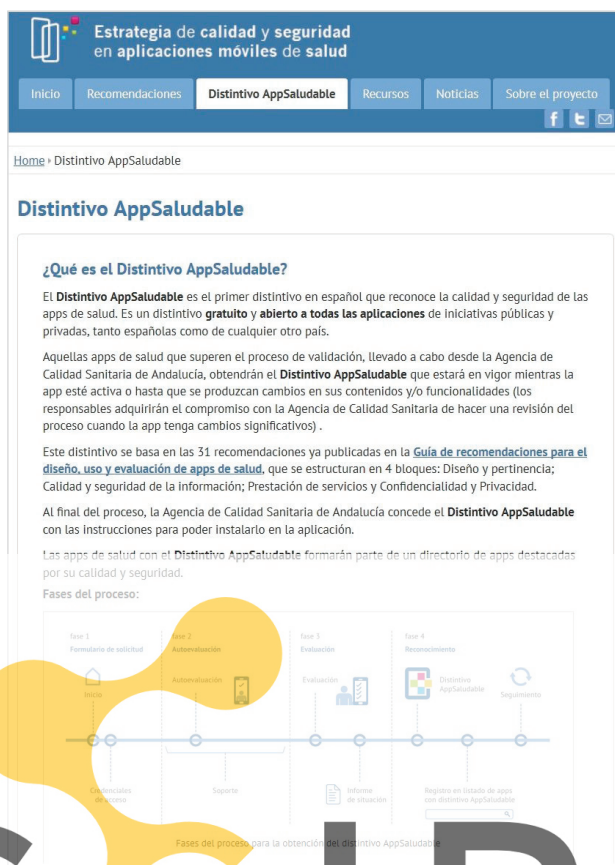 Estrategia de calidad y seguridad
en aplicaciones móviles de salud
Inicio
Recomendaciones
Distintivo AppSaludable
Recursos
Noticias
Sobre el proyecto
Home › Distintivo AppSaludable
Distintivo AppSaludable
¿Qué es el Distintivo AppSaludable?
El Distintivo AppSaludable es el primer distintivo en español que reconoce la calidad y seguridad de las
apps de salud. Es un distintivo gratuito y abierto a todas las aplicaciones de iniciativas públicas y
privadas, tanto españolas como de cualquier otro país.
Aquellas apps de salud que superen el proceso de validación, llevado a cabo desde la Agencia de
Calidad Sanitaria de Andalucía, obtendrán el Distintivo AppSaludable que estará en vigor mientras la
app esté activa o hasta que se produzcan cambios en sus contenidos y/o funcionalidades (los
responsables adquirirán el compromiso con la Agencia de Calidad Sanitaria de hacer una revisión del
proceso cuando la app tenga cambios significativos) .
Este distintivo se basa en las 31 recomendaciones ya publicadas en la Guía de recomendaciones para el
diseño, uso y evaluación de apps de salud, que se estructuran en 4 bloques: Diseño y pertinencia;
Calidad y seguridad de la información; Prestación de servicios y Confidencialidad y Privacidad.
Al final del proceso, la Agencia de Calidad Sanitaria de Andalucía concede el Distintivo AppSaludable
con las instrucciones para poder instalarlo en la aplicación.
Las apps de salud con el Distintivo AppSaludable formarán parte de un directorio de apps destacadas
por su calidad y seguridad.
Fases del proceso:
fase 1
Formulario de solicitud
fase 2
Autoevaluación
fase 3
Evaluación
fase 4
Reconocimiento
Inicio
Autoevaluación
Evaluación
Distintivo
AppSaludable
Seguimiento
Credenciales
de acceso
Soporte
Informe
de situación
Registro en listado de apps
con distintivo AppSaludable
Fases del proceso para la obtención del distintivo AppSaludable